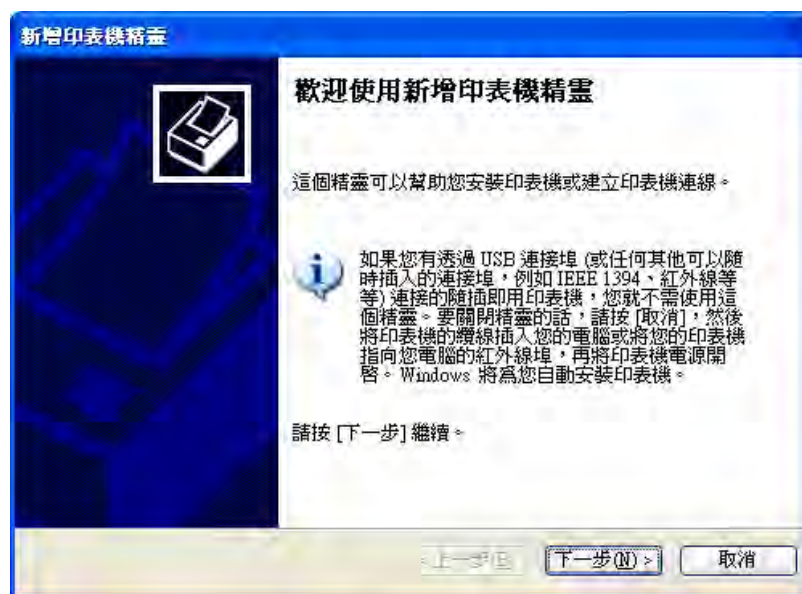 新增印表機精靈
歡迎使用新增印表機精靈
這個精靈可以幫助您安裝印表機或建立印表機連線。
如果您有透過 USB 連接埠 (或任何其他可以隨
時插入的連接埠，例如 IEEE 1394、紅外線等
等) 連接的隨插即用印表機，您就不需使用這
個精靈。要關閉精靈的話，請按 [取消]，然後
將印表機的纜線插入您的電腦或將您的印表機
指向您電腦的紅外線埠，再將印表機電源開
啓。Windows 將為您自動安裝印表機。
請按 [下一步] 繼續。
< 上一步(B) 下一步(N) > 取消